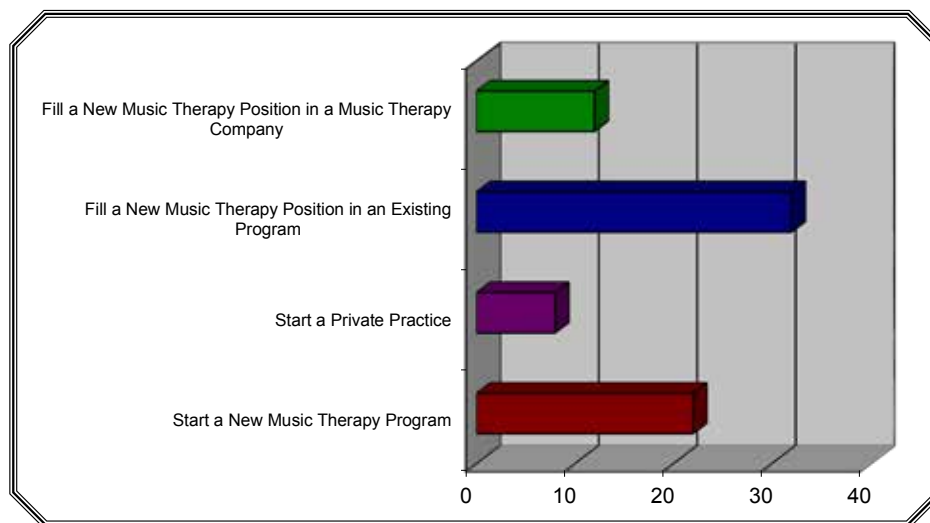 Fill a New Music Therapy Position in a Music Therapy
Company
Fill a New Music Therapy Position in an Existing
Program
Start a Private Practice
Start a New Music Therapy Program
0 10 20 30 40